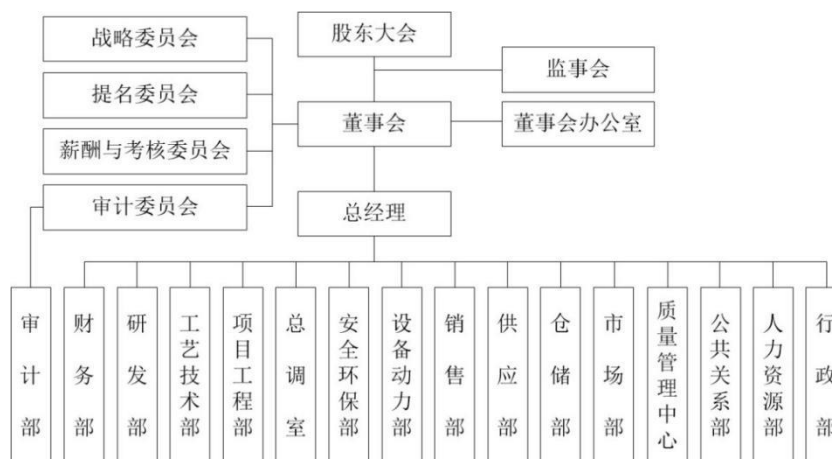 战略委员会
股东大会
监事会
提名委员会
董事会
董事会办公室
薪酬与考核委员会
审计委员会
总经理
审计部
财务部
研发部
工艺技术部
项目工程部
总调室
安全环保部
设备动力部
销售部
供应部
仓储部
市场部
质量管理中心
公共关系部
人力资源部
行政部